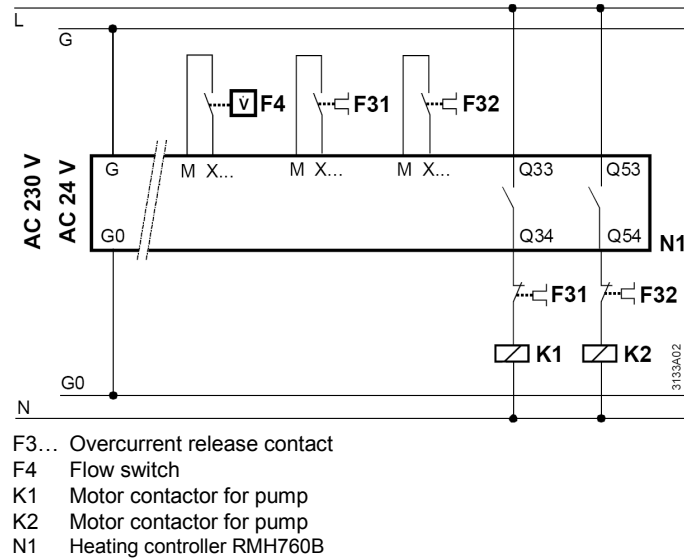 L
G
V̇ F4 F31 F32
AC 230 V
AC 24 V
G M X... M X... M X... Q33 Q53
G0 Q34 Q54 N1
F31 F32
K1 K2
3133A02
G0
N
F3... Overcurrent release contact
F4 Flow switch
K1 Motor contactor for pump
K2 Motor contactor for pump
N1 Heating controller RMH760B